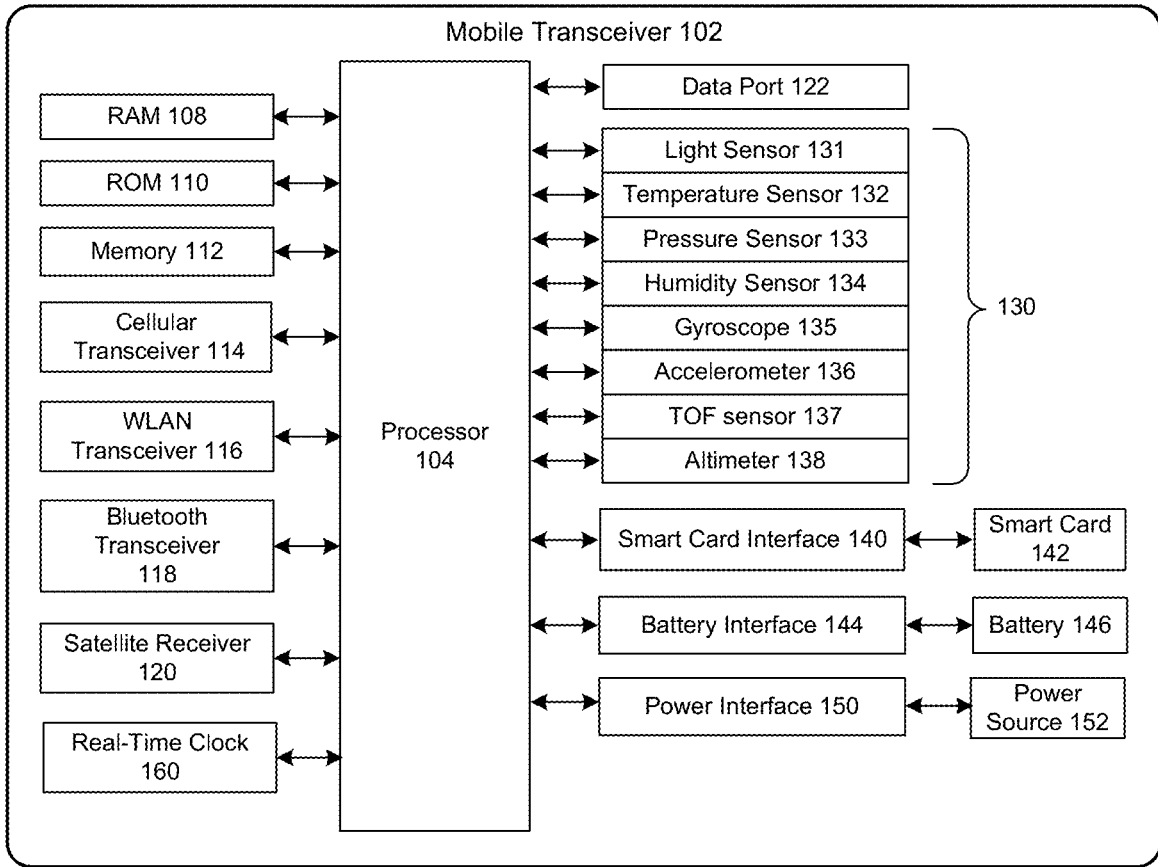 Mobile Transceiver 102
RAM 108
ROM 110
Memory 112
Cellular
Transceiver 114
WLAN
Transceiver 116
Bluetooth
Transceiver
118
Satellite Receiver
120
Real-Time Clock
160
Processor
104
Data Port 122
Light Sensor 131
Temperature Sensor 132
Pressure Sensor 133
Humidity Sensor 134
Gyroscope 135
Accelerometer 136
TOF sensor 137
Altimeter 138
130
Smart Card Interface 140
Smart Card
142
Battery Interface 144
Battery 146
Power Interface 150
Power
Source 152